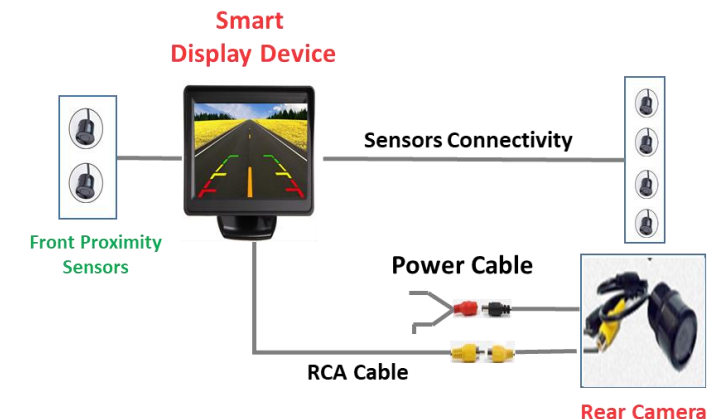 Smart
Display Device
Sensors Connectivity
Front Proximity
Sensors
Power Cable
RCA Cable
Rear Camera